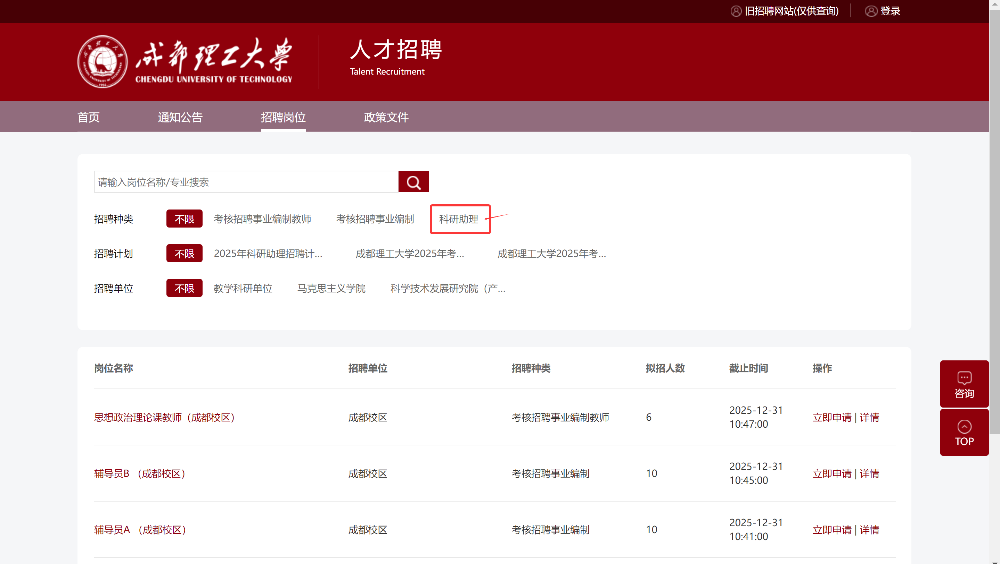 旧招聘网站(仅供查询) 登录
成都理工大學
CHENGDU UNIVERSITY OF TECHNOLOGY
人才招聘
Talent Recruitment
首页 通知公告 招聘岗位 政策文件
请输入岗位名称/专业搜索
招聘种类 不限 考核招聘事业编制教师 考核招聘事业编制 科研助理
招聘计划 不限 2025年科研助理招聘计... 成都理工大学2025年考... 成都理工大学2025年考...
招聘单位 不限 教学科研单位 马克思主义学院 科学技术发展研究院（产...
岗位名称 招聘单位 招聘种类 拟招人数 截止时间 操作
思想政治理论课教师（成都校区） 成都校区 考核招聘事业编制教师 6 2025-12-31 10:47:00 立即申请 | 详情
辅导员B （成都校区） 成都校区 考核招聘事业编制 10 2025-12-31 10:45:00 立即申请 | 详情
辅导员A （成都校区） 成都校区 考核招聘事业编制 10 2025-12-31 10:41:00 立即申请 | 详情
咨询
TOP